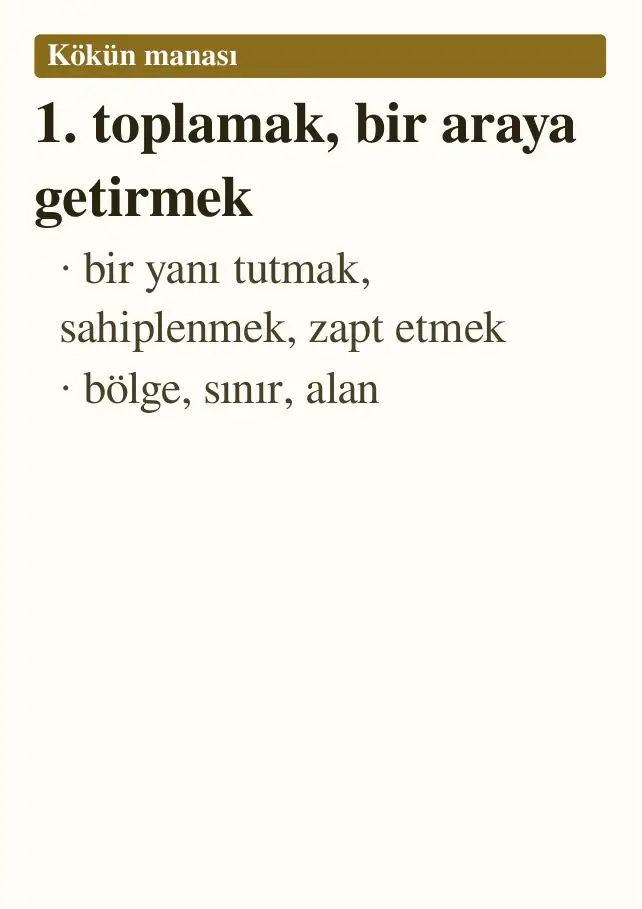 Kökün manası
1. toplamak, bir araya
getirmek
· bir yanı tutmak,
sahiplenmek, zapt etmek
· bölge, sınır, alan